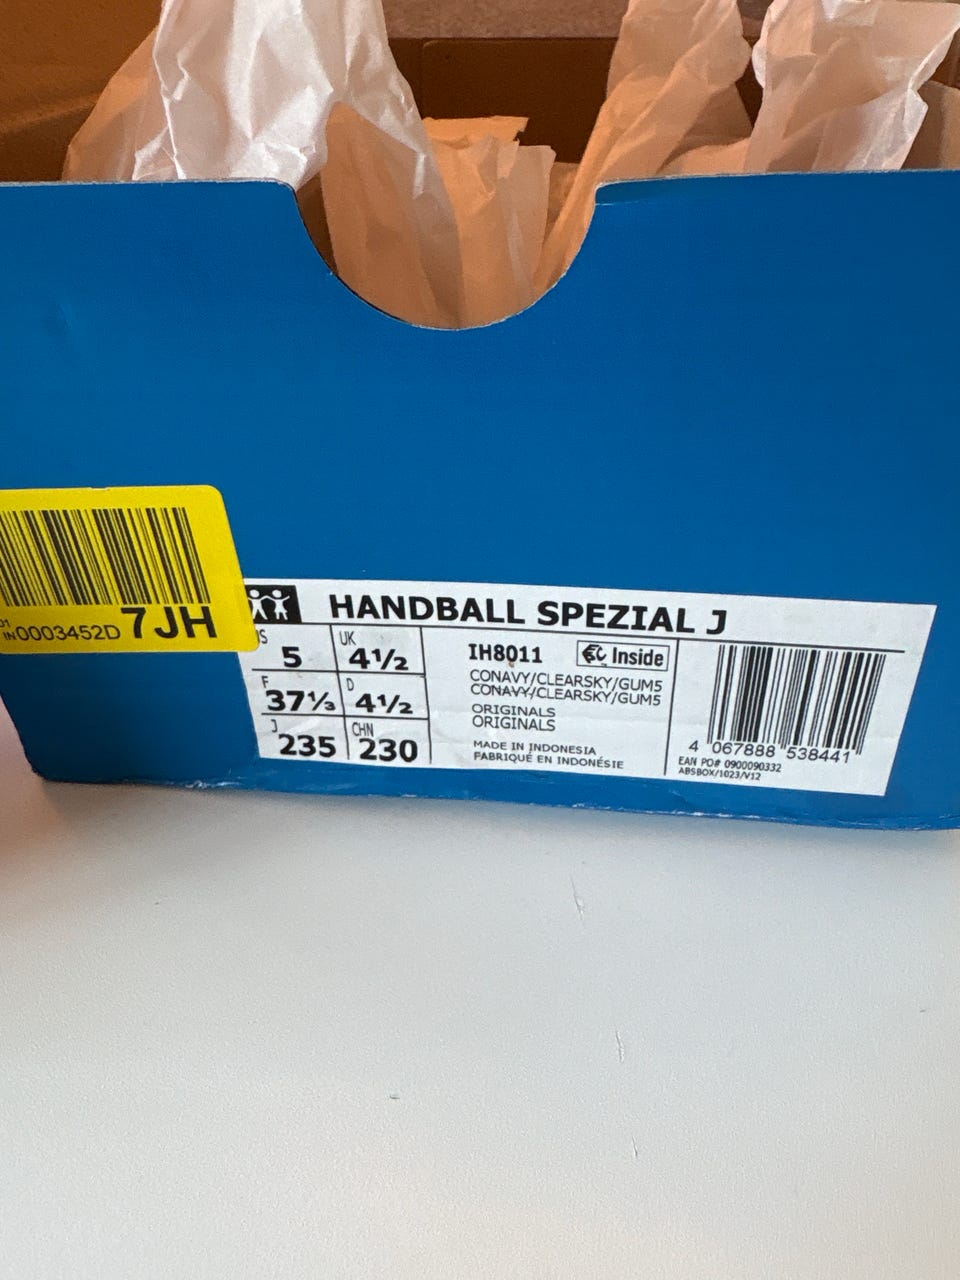 01
IN0003452D 7JH
HANDBALL SPEZIAL J
US 5 UK 4½
F 37⅓ D 4½
J 235 CHN 230
IH8011
Inside
CONAVY/CLEARSKY/GUM5
CONAVY/CLEARSKY/GUM5
ORIGINALS
ORIGINALS
MADE IN INDONESIA
FABRIQUÉ EN INDONÉSIE
4 067888 538441
EAN PO# 0900090332
ABSBOX/1023/V12